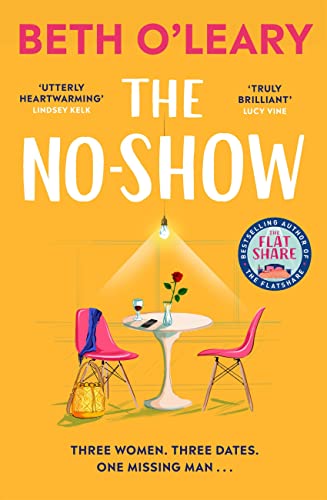 BETH O'LEARY
‘UTTERLY
HEARTWARMING’
LINDSEY KELK
‘TRULY
BRILLIANT’
LUCY VINE
THE
NO-SHOW
BESTSELLING AUTHOR OF
THE
FLAT
SHARE
THE FLATSHARE
THREE WOMEN. THREE DATES.
ONE MISSING MAN . . .